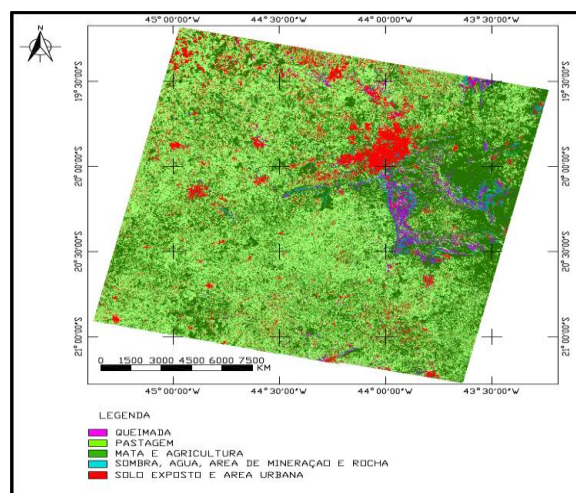 N
45°00'00"W 44°30'00"W 44°00'00"W 43°30'00"W
19°30'00"S 19°30'00"S
20°00'00"S 20°00'00"S
20°30'00"S 20°30'00"S
21°00'00"S 21°00'00"S
0 1500 3000 4500 6000 7500
KM
45°00'00"W 44°30'00"W 44°00'00"W 43°30'00"W
LEGENDA
QUEIMADA
PASTAGEM
MATA E AGRICULTURA
SOMBRA, AGUA, AREA DE MINERAÇAO E ROCHA
SOLO EXPOSTO E AREA URBANA